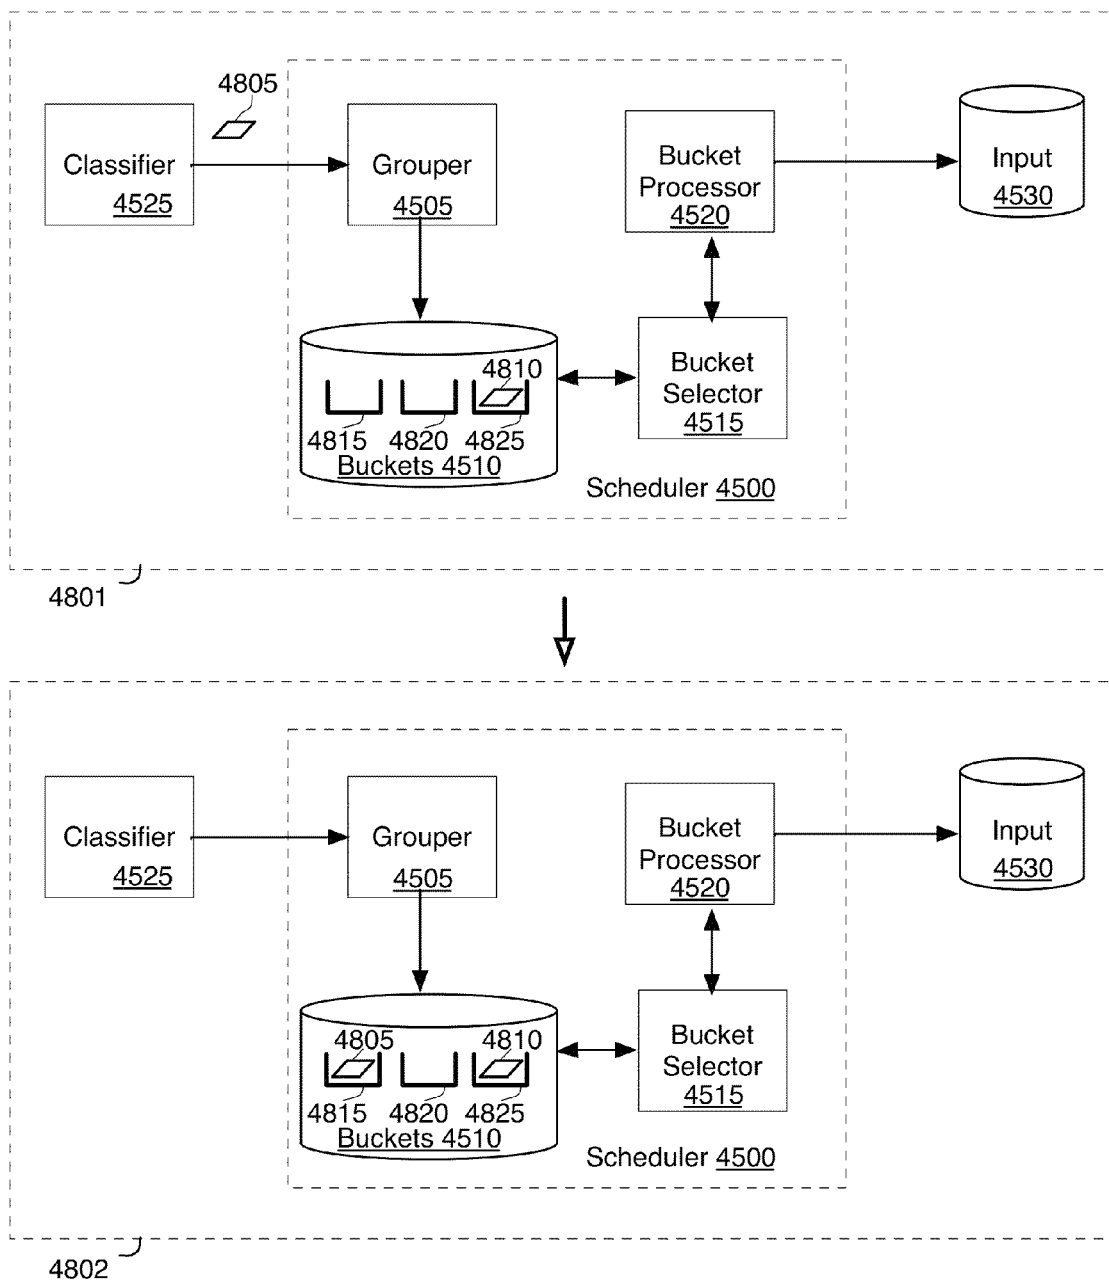 4805
Classifier
4525
Grouper
4505
Bucket
Processor
4520
Input
4530
4810
4815 4820 4825
Buckets 4510
Bucket
Selector
4515
Scheduler 4500
4801
Classifier
4525
Grouper
4505
Bucket
Processor
4520
Input
4530
4805 4810
4815 4820 4825
Buckets 4510
Bucket
Selector
4515
Scheduler 4500
4802